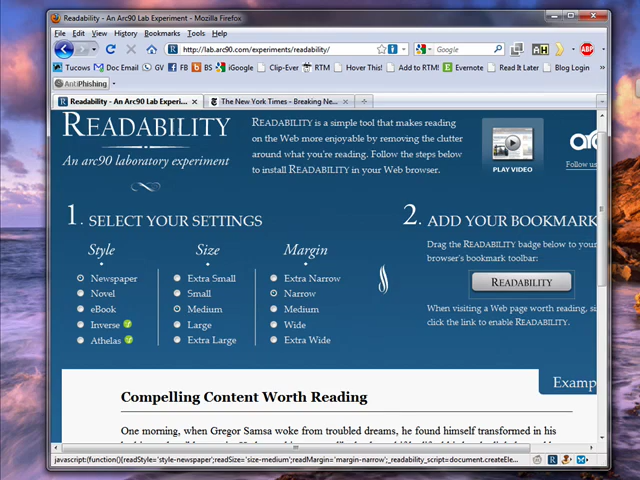 Readability - An Arc90 Lab Experiment - Mozilla Firefox
File Edit View History Bookmarks Tools Help
http://lab.arc90.com/experiments/readability/
Google
ABP
Tucows Doc Email GV FB BS iGoogle Clip-Ever RTM Hover This! Add to RTM! Evernote Read It Later Blog Login
AntiPhishing
Readability - An Arc90 Lab Experi... The New York Times - Breaking Ne...
READABILITY
An arc90 laboratory experiment
READABILITY is a simple tool that makes reading
on the Web more enjoyable by removing the clutter
around what you're reading. Follow the steps below
to install READABILITY in your Web browser.
PLAY VIDEO
arc
Follow us
1. SELECT YOUR SETTINGS
Style Size Margin
Newspaper Extra Small Extra Narrow
Novel Small Narrow
eBook Medium Medium
Inverse Large Wide
Athelas Extra Large Extra Wide
2. ADD YOUR BOOKMARK
Drag the READABILITY badge below to your
browser's bookmark toolbar:
READABILITY
When visiting a Web page worth reading, si
click the link to enable READABILITY.
Examp
Compelling Content Worth Reading
One morning, when Gregor Samsa woke from troubled dreams, he found himself transformed in his
javascript:(function(){readStyle='style-newspaper';readSize='size-medium';readMargin='margin-narrow';_readability_script=document.createEle...